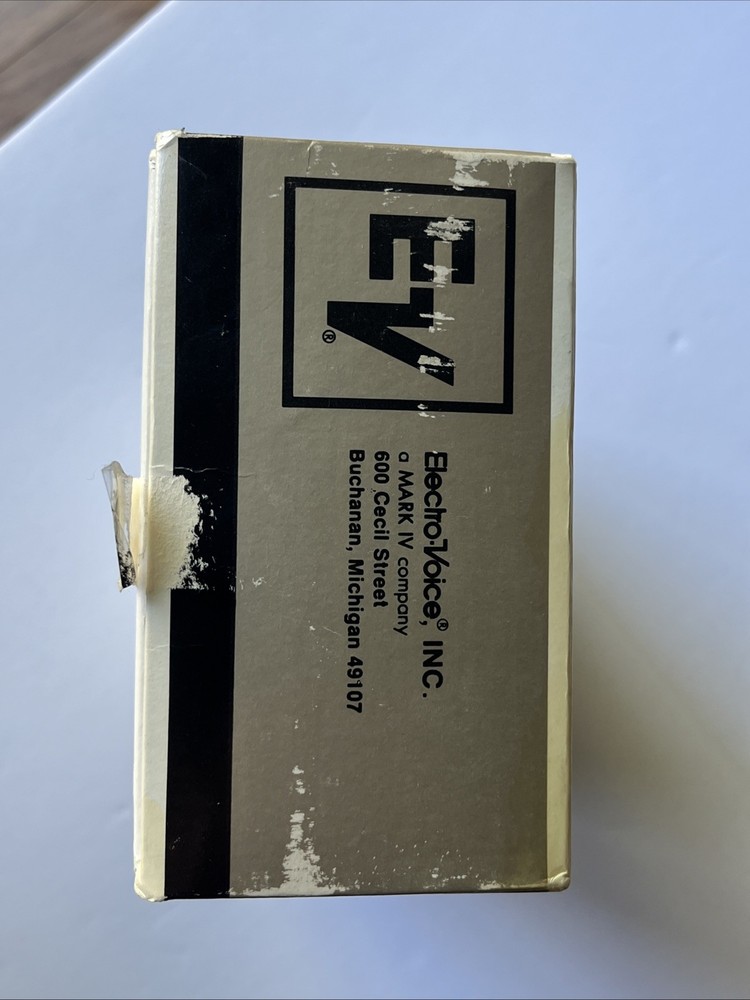 EV®
Electro-Voice®, INC.
a MARK IV company
600 Cecil Street
Buchanan, Michigan 49107